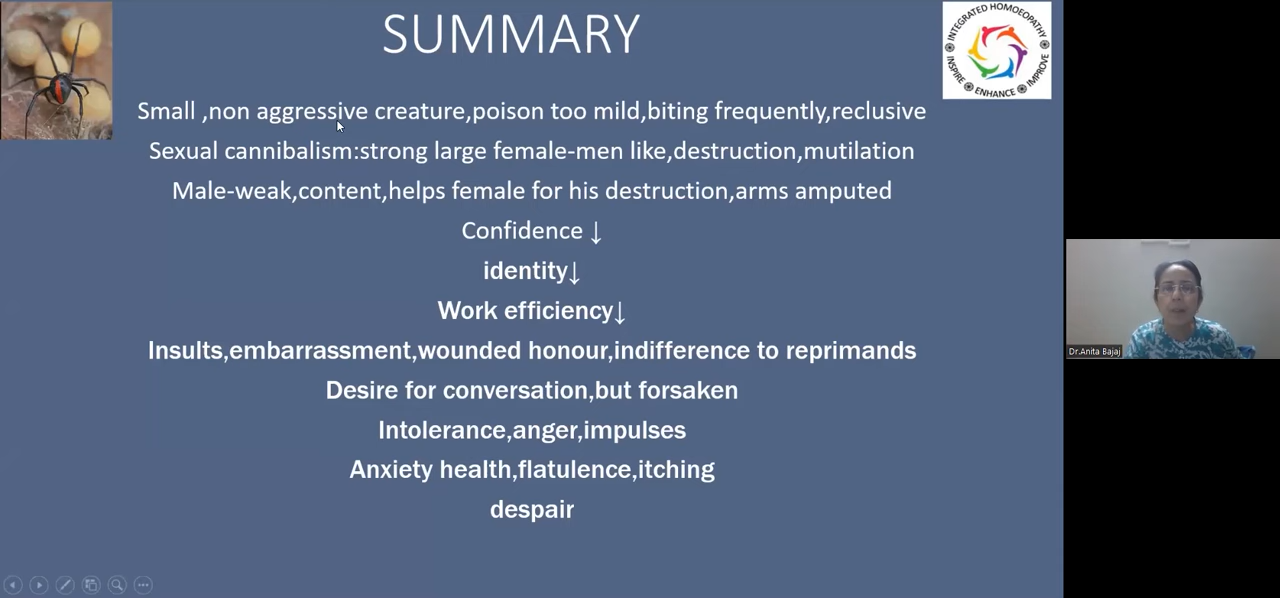 SUMMARY
INTEGRATED HOMOEOPATHY
INSPIRE
ENHANCE
IMPROVE
Small ,non aggressive creature,poison too mild,biting frequently,reclusive
Sexual cannibalism:strong large female-men like,destruction,mutilation
Male-weak,content,helps female for his destruction,arms amputed
Confidence ↓
identity↓
Work efficiency↓
Insults,embarrassment,wounded honour,indifference to reprimands
Desire for conversation,but forsaken
Intolerance,anger,impulses
Anxiety health,flatulence,itching
despair
Dr.Anita Bajaj